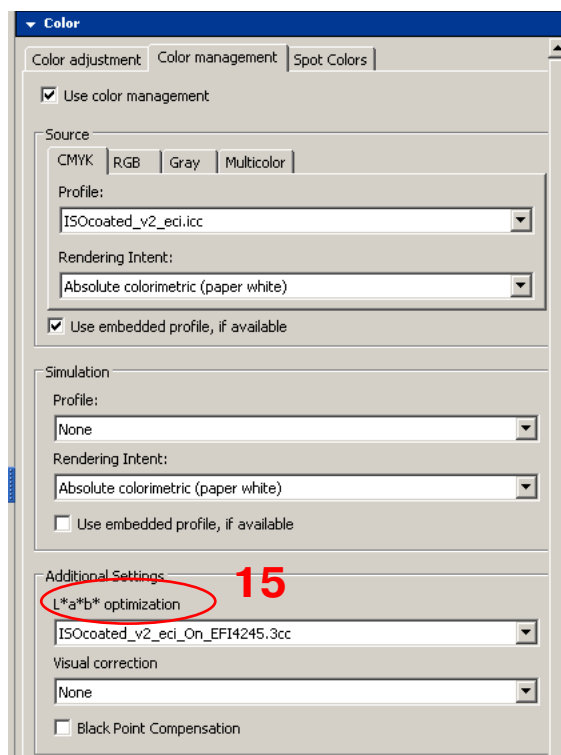 Color
Color adjustment Color management Spot Colors
Use color management
Source
CMYK RGB Gray Multicolor
Profile:
ISOcoated_v2_eci.icc
Rendering Intent:
Absolute colorimetric (paper white)
Use embedded profile, if available
Simulation
Profile:
None
Rendering Intent:
Absolute colorimetric (paper white)
Use embedded profile, if available
Additional Settings
15
L*a*b* optimization
ISOcoated_v2_eci_On_EFI4245.3cc
Visual correction
None
Black Point Compensation